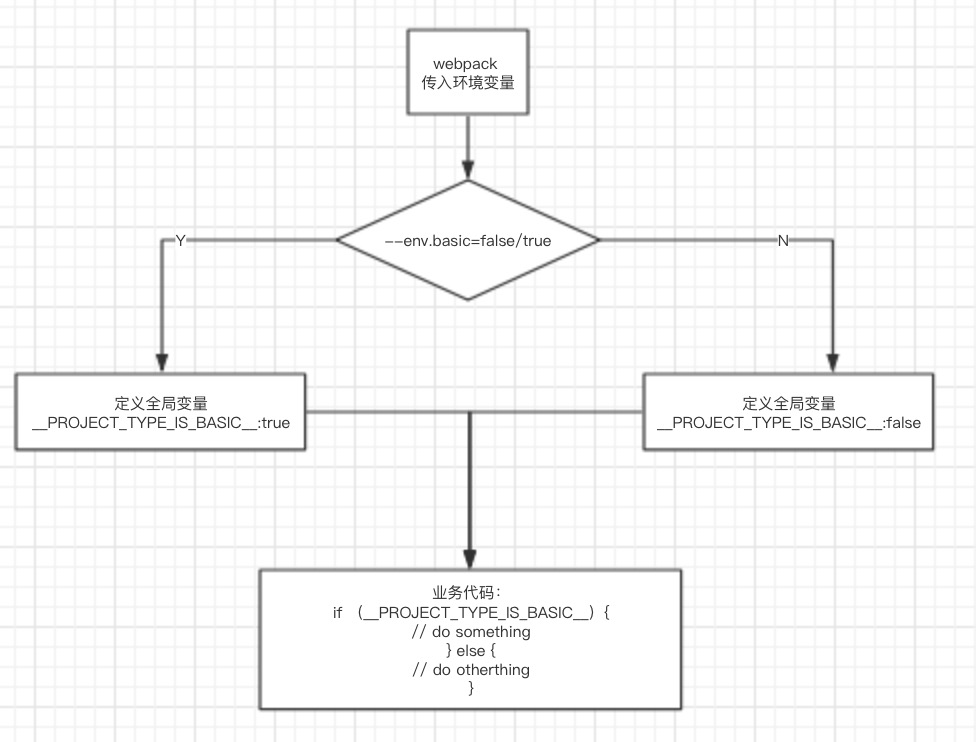 webpack
传入环境变量
--env.basic=false/true
Y
N
定义全局变量
__PROJECT_TYPE_IS_BASIC__:true
定义全局变量
__PROJECT_TYPE_IS_BASIC__:false
业务代码：
if （__PROJECT_TYPE_IS_BASIC__）{
// do something
} else {
// do otherthing
}